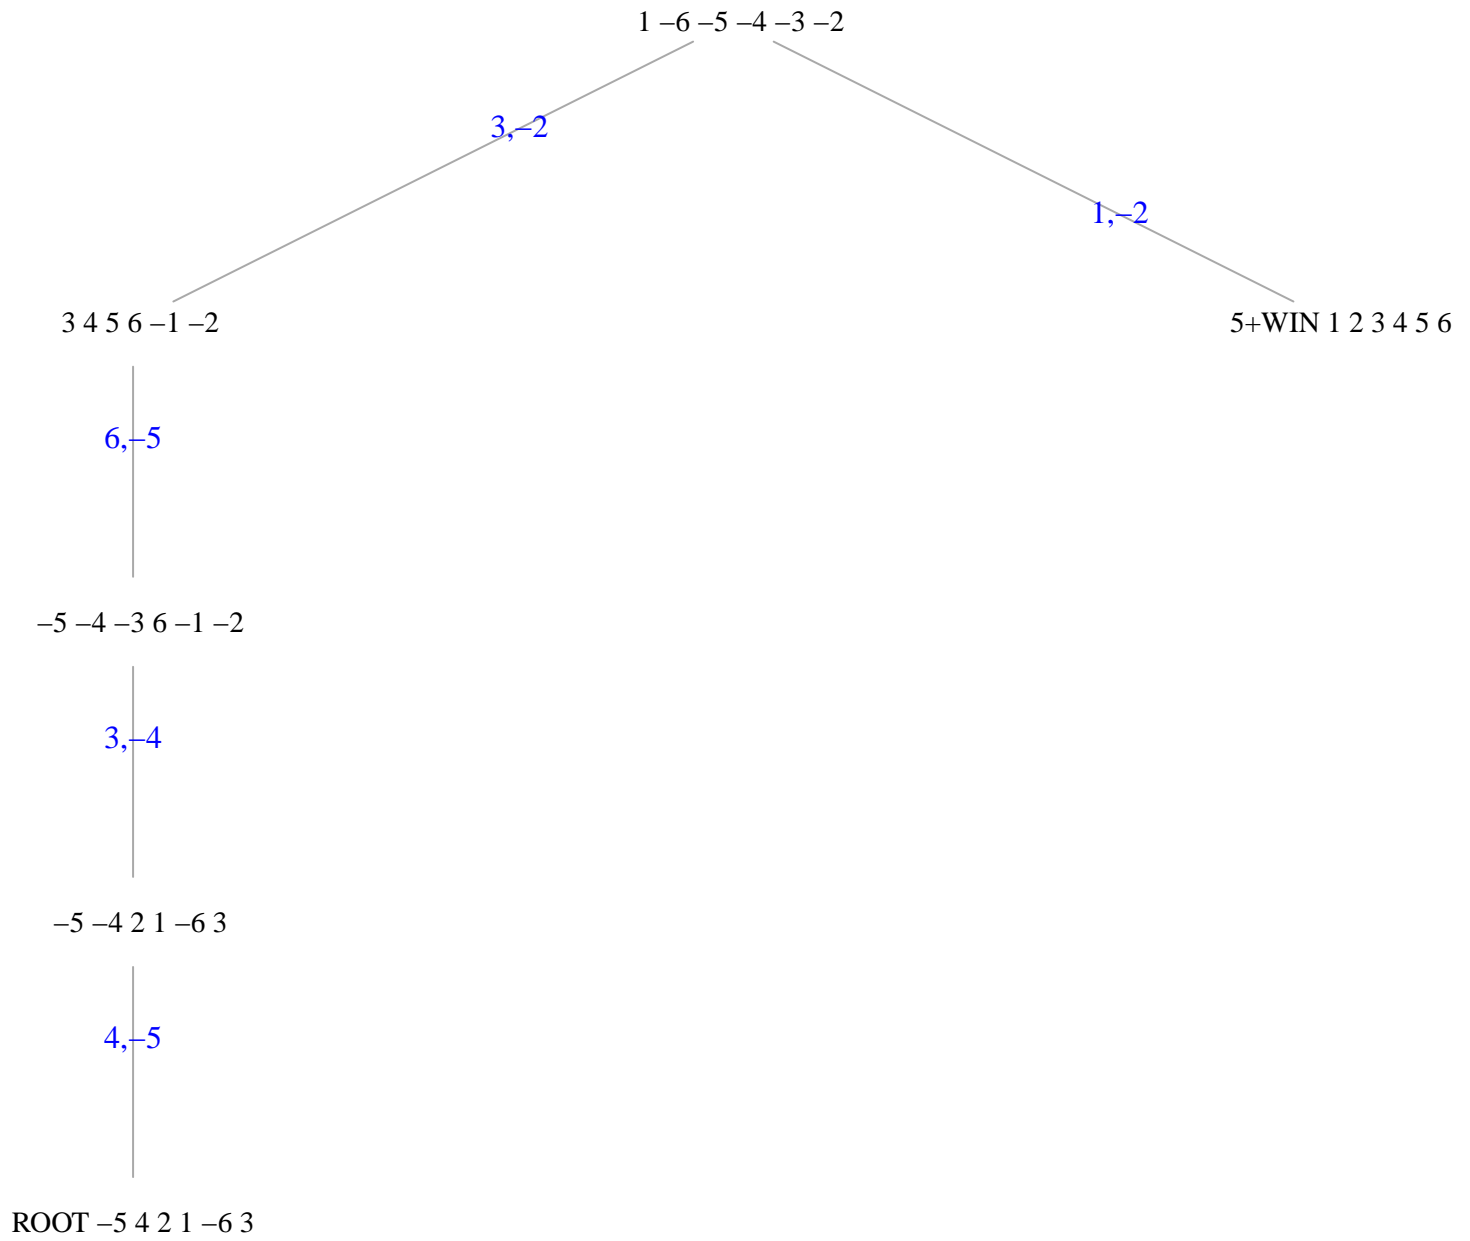 1 –6 –5 –4 –3 –2
3,–2
1,–2
3 4 5 6 –1 –2
5+WIN 1 2 3 4 5 6
6,–5
–5 –4 –3 6 –1 –2
3,–4
–5 –4 2 1 –6 3
4,–5
ROOT –5 4 2 1 –6 3